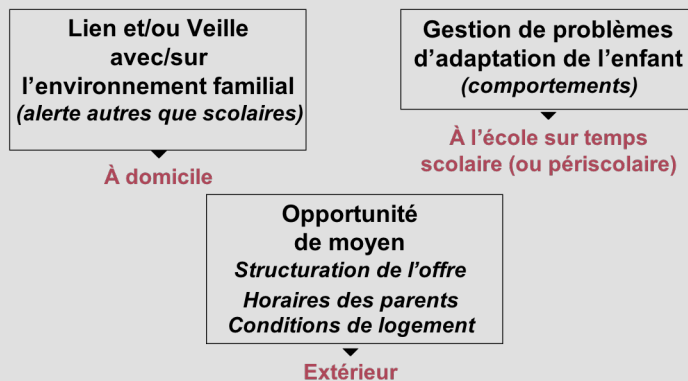 Lien et/ou Veille
avec/sur
l'environnement familial
(alerte autres que scolaires)
À domicile
Gestion de problèmes
d'adaptation de l'enfant
(comportements)
À l'école sur temps
scolaire (ou périscolaire)
Opportunité
de moyen
Structuration de l'offre
Horaires des parents
Conditions de logement
Extérieur